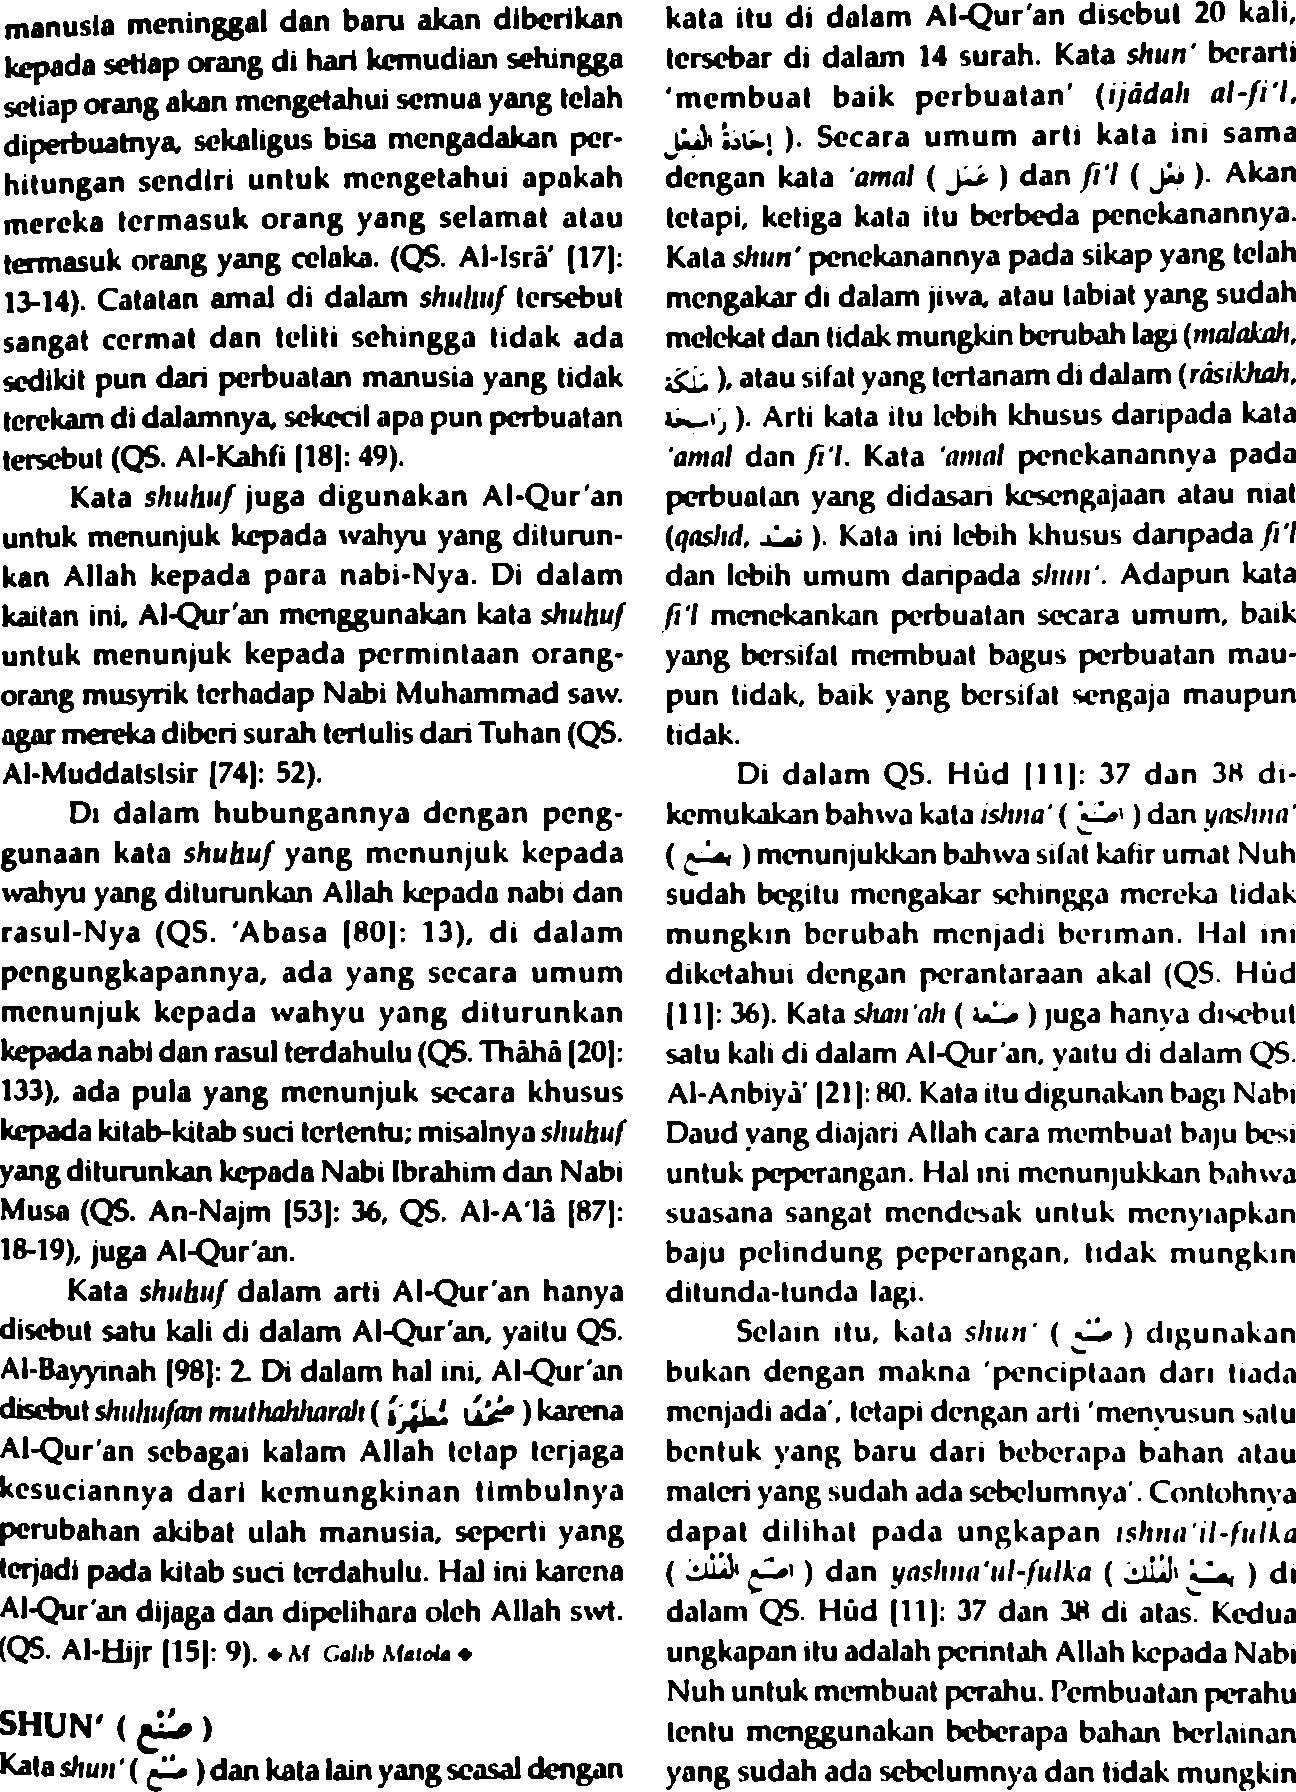 manusia meninggal dan baru akan diberikan
kepada setiap orang di hari kemudian sehingga
setiap orang akan mengetahui semua yang telah
diperbuatnya, sekaligus bisa mengadakan per-
hitungan sendiri untuk mengetahui apakah
mereka termasuk orang yang selamat atau
termasuk orang yang celaka. (QS. Al-Isrâ' [17]:
13-14). Catatan amal di dalam shuhuf tersebut
sangat cermat dan teliti sehingga tidak ada
sedikit pun dari perbuatan manusia yang tidak
terekam di dalamnya, sekecil apa pun perbuatan
tersebut (QS. Al-Kahfi [18]: 49).
Kata shuhuf juga digunakan Al-Qur'an
untuk menunjuk kepada wahyu yang diturun-
kan Allah kepada para nabi-Nya. Di dalam
kaitan ini, Al-Qur'an menggunakan kata shuhuf
untuk menunjuk kepada permintaan orang-
orang musyrik terhadap Nabi Muhammad saw.
agar mereka diberi surah tertulis dari Tuhan (QS.
Al-Muddatstsir [74]: 52).
Di dalam hubungannya dengan peng-
gunaan kata shuhuf yang menunjuk kepada
wahyu yang diturunkan Allah kepada nabi dan
rasul-Nya (QS. 'Abasa [80]: 13), di dalam
pengungkapannya, ada yang secara umum
menunjuk kepada wahyu yang diturunkan
kepada nabi dan rasul terdahulu (QS. Thâhâ [20]:
133), ada pula yang menunjuk secara khusus
kepada kitab-kitab suci tertentu; misalnya shuhuf
yang diturunkan kepada Nabi Ibrahim dan Nabi
Musa (QS. An-Najm [53]: 36, QS. Al-A'lâ [87]:
18-19), juga Al-Qur'an.
Kata shuhuf dalam arti Al-Qur'an hanya
disebut satu kali di dalam Al-Qur'an, yaitu QS.
Al-Bayyinah [98]: 2. Di dalam hal ini, Al-Qur'an
disebut shuhufan muthahharah ( صُحُفًا مُطَهَّرَةً ) karena
Al-Qur'an sebagai kalam Allah tetap terjaga
kesuciannya dari kemungkinan timbulnya
perubahan akibat ulah manusia, seperti yang
terjadi pada kitab suci terdahulu. Hal ini karena
Al-Qur'an dijaga dan dipelihara oleh Allah swt.
(QS. Al-Hijr [15]: 9). ♦ M Galib Matola ♦
SHUN' ( صُنْع )
Kata shun' ( صُنْع ) dan kata lain yang seasal dengan
kata itu di dalam Al-Qur'an disebut 20 kali,
tersebar di dalam 14 surah. Kata shun' berarti
'membuat baik perbuatan' (ijâdah al-fi'l,
إِجَادَةُ الْفِعْلِ ). Secara umum arti kata ini sama
dengan kata 'amal ( عَمَل ) dan fi'l ( فِعْل ). Akan
tetapi, ketiga kata itu berbeda penekanannya.
Kata shun' penekanannya pada sikap yang telah
mengakar di dalam jiwa, atau tabiat yang sudah
melekat dan tidak mungkin berubah lagi (malakah,
مَلَكَة ), atau sifat yang tertanam di dalam (râsikhah,
رَاسِخَة ). Arti kata itu lebih khusus daripada kata
'amal dan fi'l. Kata 'amal penekanannya pada
perbuatan yang didasari kesengajaan atau niat
(qashd, قَصْد ). Kata ini lebih khusus daripada fi'l
dan lebih umum daripada shun'. Adapun kata
fi'l menekankan perbuatan secara umum, baik
yang bersifat membuat bagus perbuatan mau-
pun tidak, baik yang bersifat sengaja maupun
tidak.
Di dalam QS. Hûd [11]: 37 dan 38 di-
kemukakan bahwa kata ishna' ( اصْنَعْ ) dan yashna'
( يَصْنَعُ ) menunjukkan bahwa sifat kafir umat Nuh
sudah begitu mengakar sehingga mereka tidak
mungkin berubah menjadi beriman. Hal ini
diketahui dengan perantaraan akal (QS. Hûd
[11]: 36). Kata shan'ah ( صَنْعَة ) juga hanya disebut
satu kali di dalam Al-Qur'an, yaitu di dalam QS.
Al-Anbiyâ' [21]: 80. Kata itu digunakan bagi Nabi
Daud yang diajari Allah cara membuat baju besi
untuk peperangan. Hal ini menunjukkan bahwa
suasana sangat mendesak untuk menyiapkan
baju pelindung peperangan, tidak mungkin
ditunda-tunda lagi.
Selain itu, kata shun' ( صُنْع ) digunakan
bukan dengan makna 'penciptaan dari tiada
menjadi ada', tetapi dengan arti 'menyusun satu
bentuk yang baru dari beberapa bahan atau
materi yang sudah ada sebelumnya'. Contohnya
dapat dilihat pada ungkapan ishna'il-fulka
( اصْنَعِ الْفُلْكَ ) dan yashna'ul-fulka ( يَصْنَعُ الْفُلْكَ ) di
dalam QS. Hûd [11]: 37 dan 38 di atas. Kedua
ungkapan itu adalah perintah Allah kepada Nabi
Nuh untuk membuat perahu. Pembuatan perahu
tentu menggunakan beberapa bahan berlainan
yang sudah ada sebelumnya dan tidak mungkin